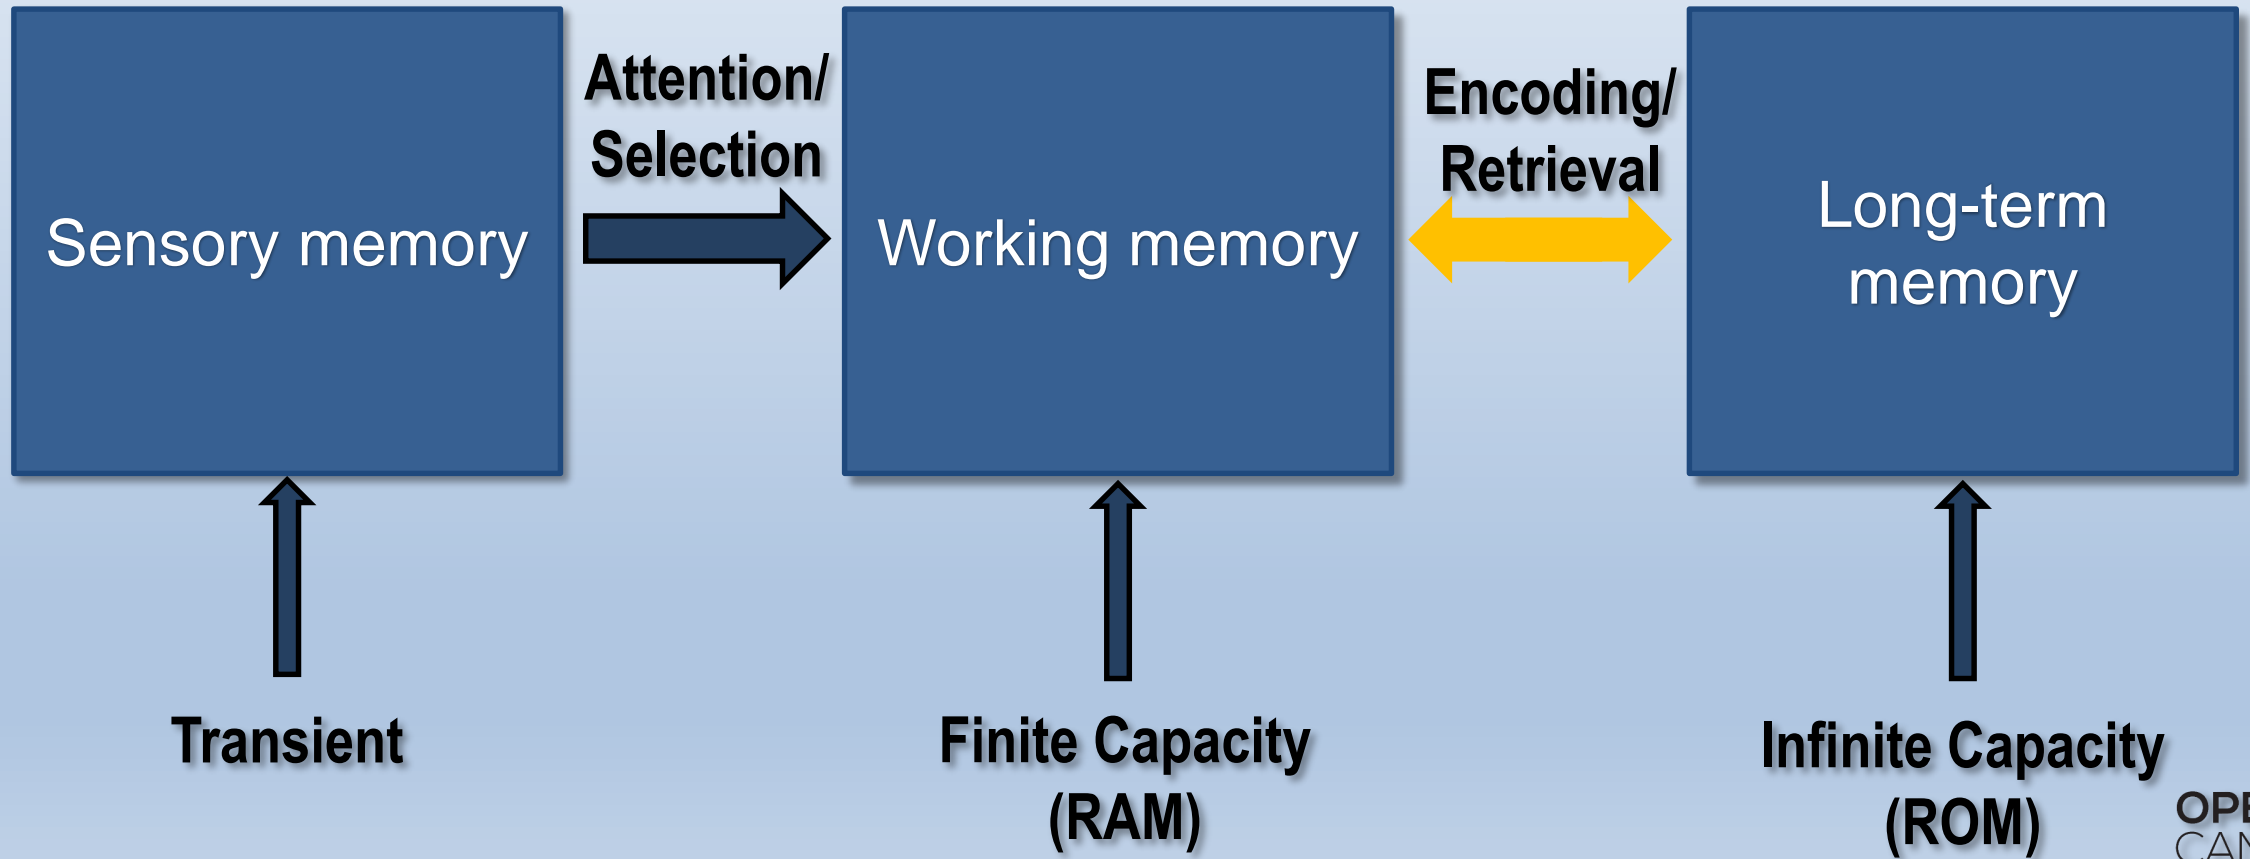 Sensory memory
Attention/
Selection
Working memory
Encoding/
Retrieval
Long-term
memory
Transient
Finite Capacity
(RAM)
Infinite Capacity
(ROM)